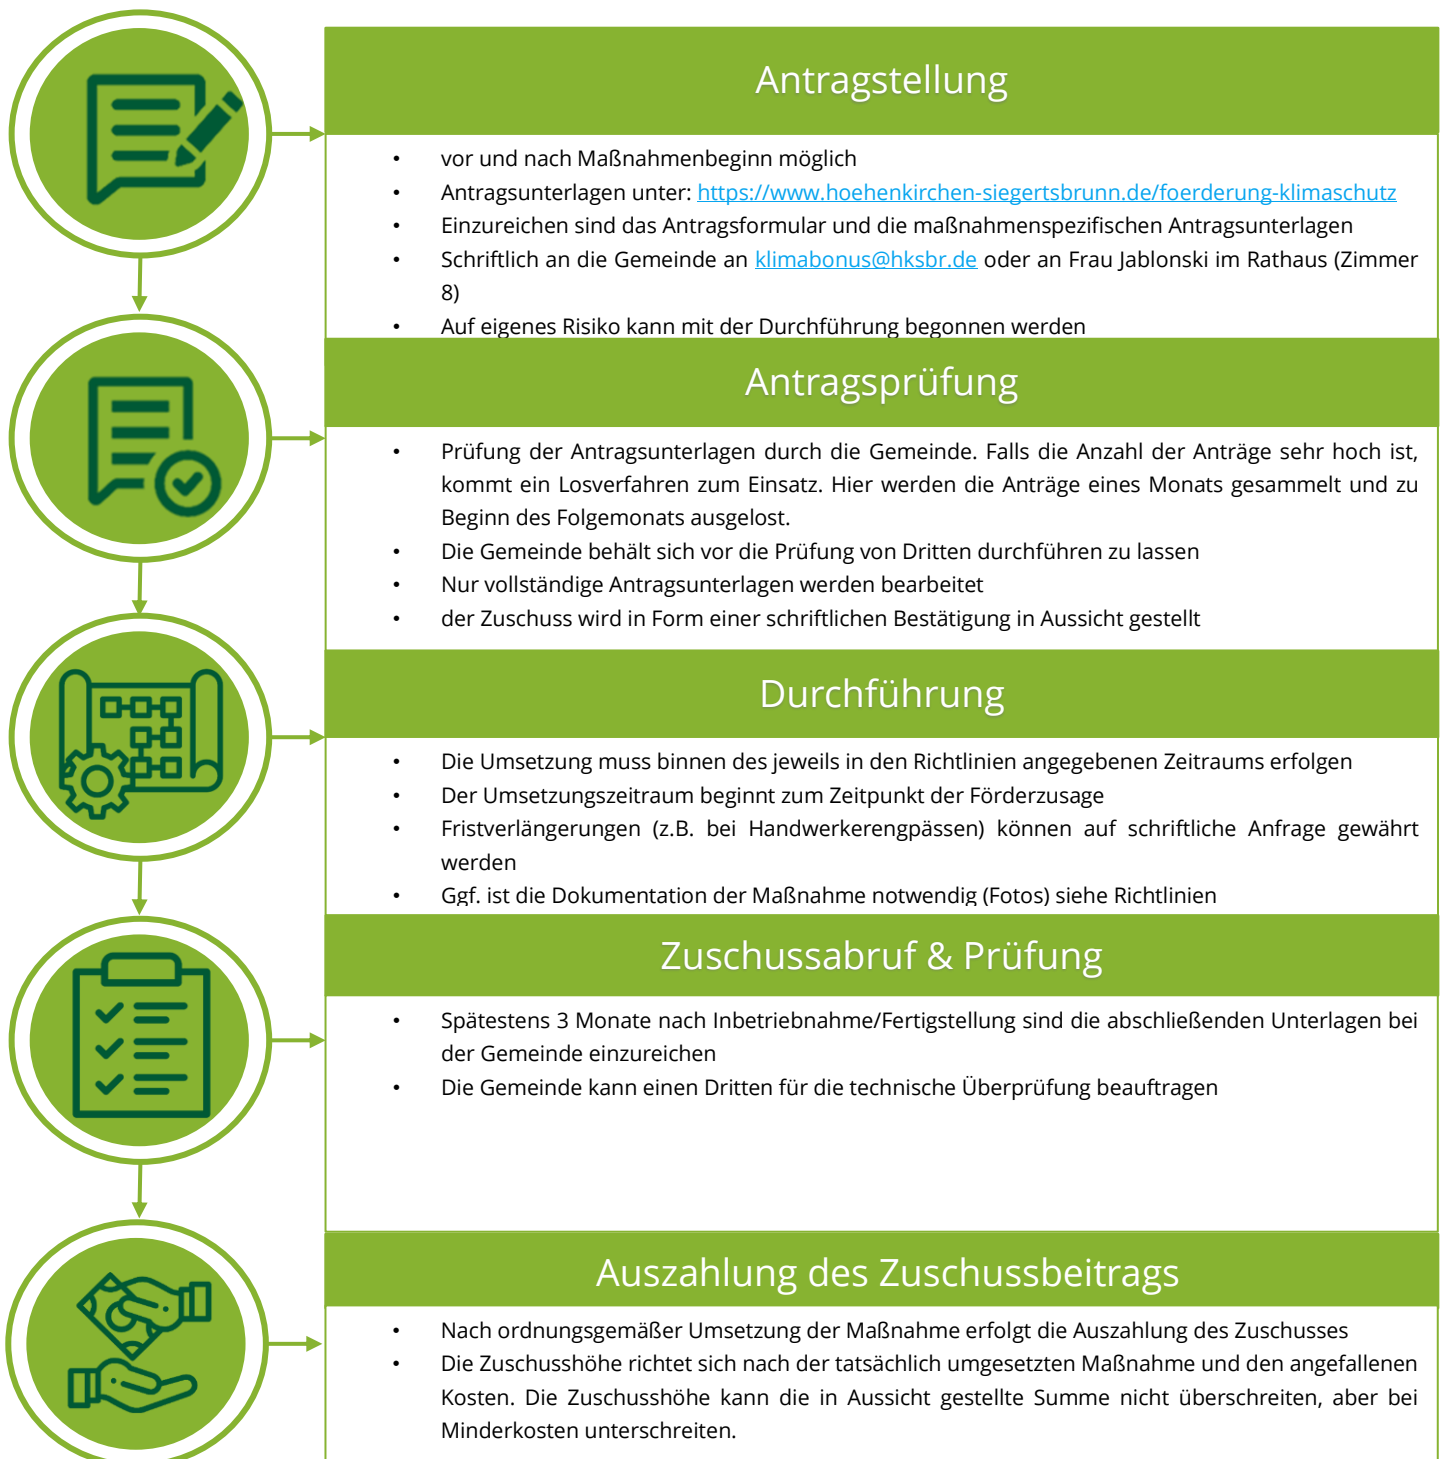 Antragstellung
• vor und nach Maßnahmenbeginn möglich
• Antragsunterlagen unter: https://www.hoehenkirchen-siegertsbrunn.de/foerderung-klimaschutz
• Einzureichen sind das Antragsformular und die maßnahmenspezifischen Antragsunterlagen
• Schriftlich an die Gemeinde an klimabonus@hksbr.de oder an Frau Jablonski im Rathaus (Zimmer
8)
• Auf eigenes Risiko kann mit der Durchführung begonnen werden
Antragsprüfung
• Prüfung der Antragsunterlagen durch die Gemeinde. Falls die Anzahl der Anträge sehr hoch ist,
kommt ein Losverfahren zum Einsatz. Hier werden die Anträge eines Monats gesammelt und zu
Beginn des Folgemonats ausgelost.
• Die Gemeinde behält sich vor die Prüfung von Dritten durchführen zu lassen
• Nur vollständige Antragsunterlagen werden bearbeitet
• der Zuschuss wird in Form einer schriftlichen Bestätigung in Aussicht gestellt
Durchführung
• Die Umsetzung muss binnen des jeweils in den Richtlinien angegebenen Zeitraums erfolgen
• Der Umsetzungszeitraum beginnt zum Zeitpunkt der Förderzusage
• Fristverlängerungen (z.B. bei Handwerkerengpässen) können auf schriftliche Anfrage gewährt
werden
• Ggf. ist die Dokumentation der Maßnahme notwendig (Fotos) siehe Richtlinien
Zuschussabruf & Prüfung
• Spätestens 3 Monate nach Inbetriebnahme/Fertigstellung sind die abschließenden Unterlagen bei
der Gemeinde einzureichen
• Die Gemeinde kann einen Dritten für die technische Überprüfung beauftragen
Auszahlung des Zuschussbeitrags
• Nach ordnungsgemäßer Umsetzung der Maßnahme erfolgt die Auszahlung des Zuschusses
• Die Zuschusshöhe richtet sich nach der tatsächlich umgesetzten Maßnahme und den angefallenen
Kosten. Die Zuschusshöhe kann die in Aussicht gestellte Summe nicht überschreiten, aber bei
Minderkosten unterschreiten.